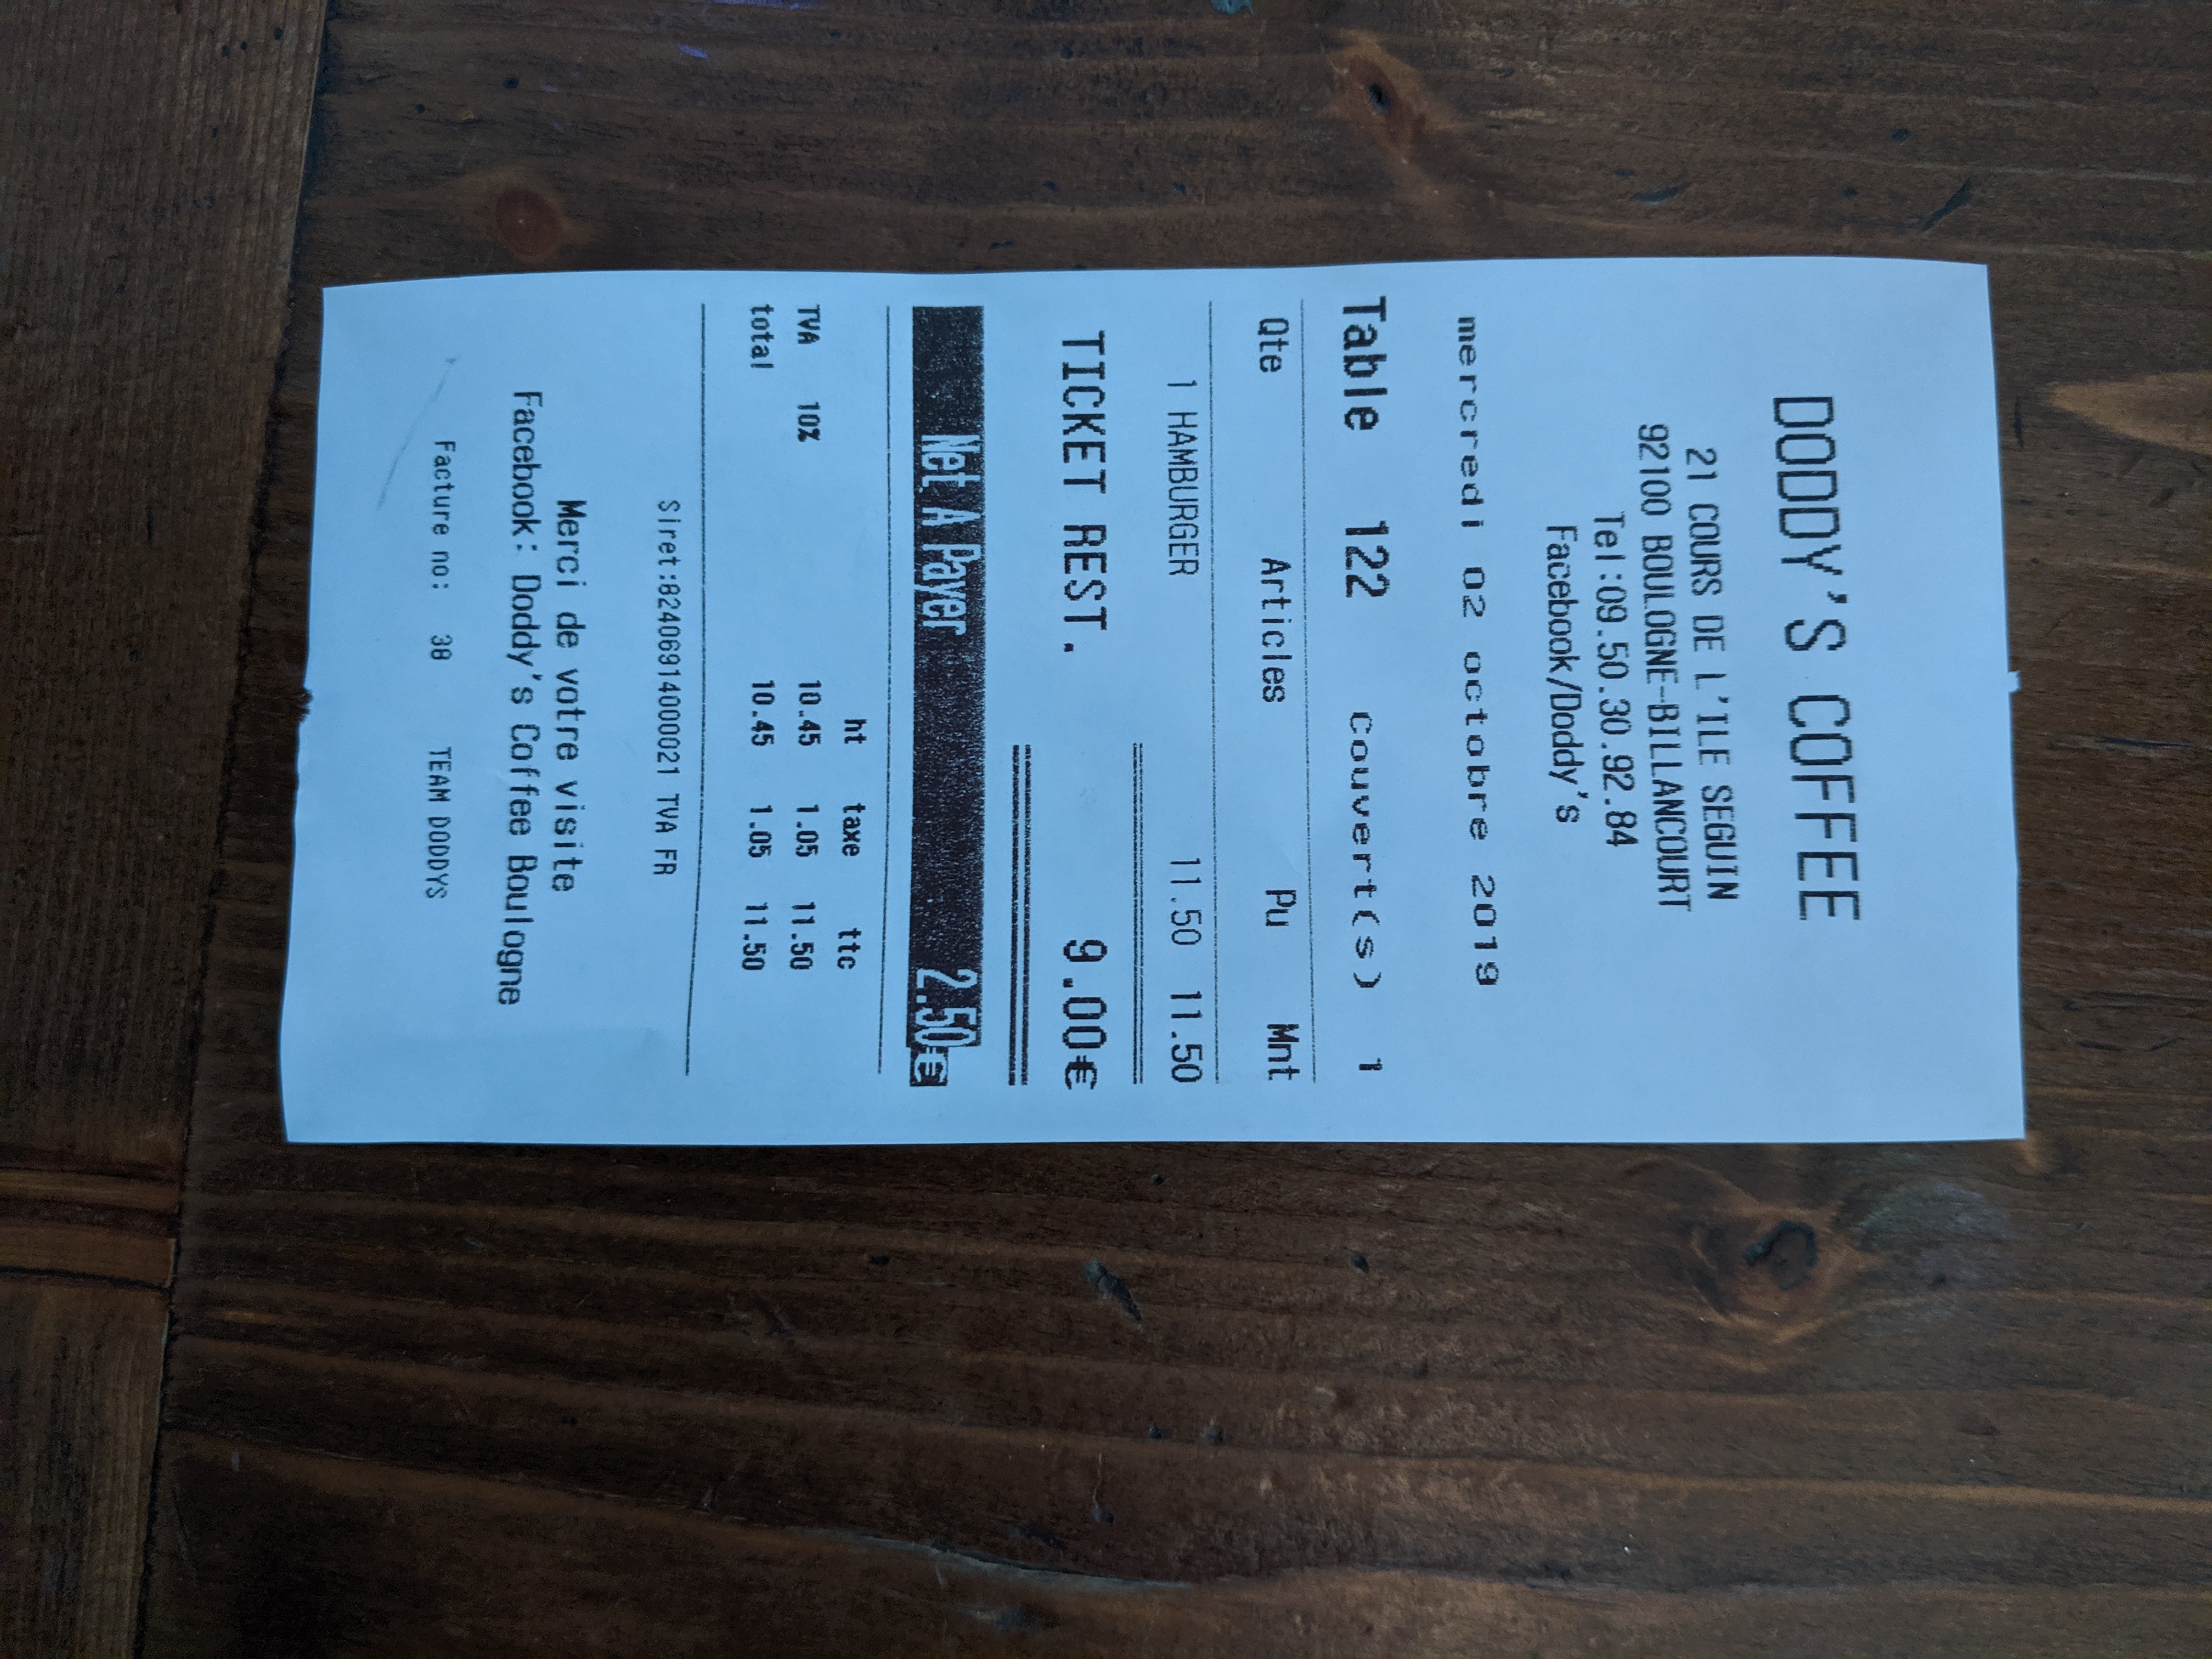 DODDY'S COFFEE
21 COURS DE L'ILE SEGUIN
92100 BOULOGNE-BILLANCOURT
Tel:09.50.30.92.84
Facebook/Doddy's
mercredi 02 octobre 2019
Table 122 Couvert(s) 1
Qte Articles Pu Mnt
1 HAMBURGER 11.50 11.50
TICKET REST. 9.00€
Net A Payer 2.50€
ht taxe ttc
TVA 10% 10.45 1.05 11.50
total 10.45 1.05 11.50
Siret:82406914000021 TVA FR
Merci de votre visite
Facebook: Doddy's Coffee Boulogne
Facture no: 38 TEAM DODDYS